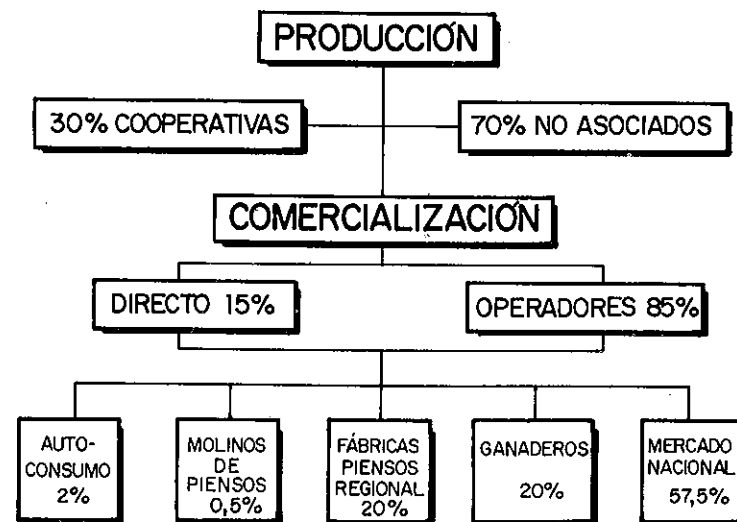 PRODUCCIÓN
30% COOPERATIVAS
70% NO ASOCIADOS
COMERCIALIZACIÓN
DIRECTO 15%
OPERADORES 85%
AUTO-
CONSUMO
2%
MOLINOS
DE
PIENSOS
0,5%
FÁBRICAS
PIENSOS
REGIONAL
20%
GANADEROS
20%
MERCADO
NACIONAL
57,5%